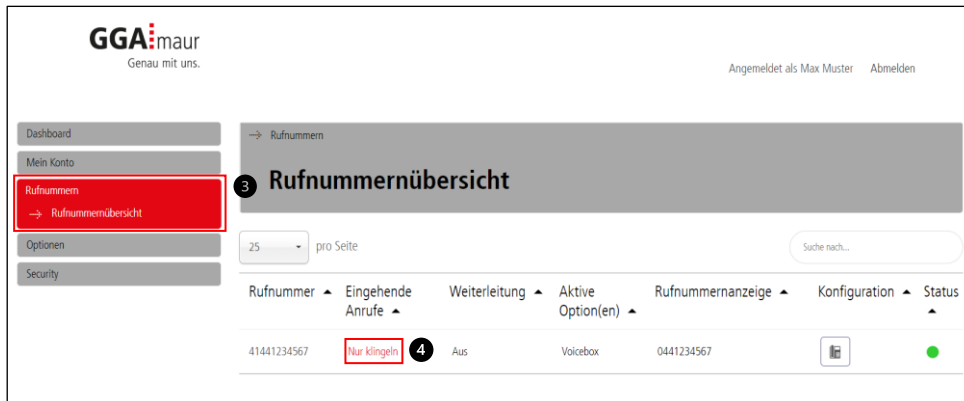 GGA maur
Genau mit uns.
Angemeldet als Max Muster Abmelden
Dashboard
Mein Konto
Rufnummern
→ Rufnummernübersicht
Optionen
Security
3
→ Rufnummern
Rufnummernübersicht
25 pro Seite
Suche nach...
Rufnummer Eingehende Anrufe Weiterleitung Aktive Option(en) Rufnummernanzeige Konfiguration Status
41441234567 Nur klingeln 4 Aus Voicebox 0441234567